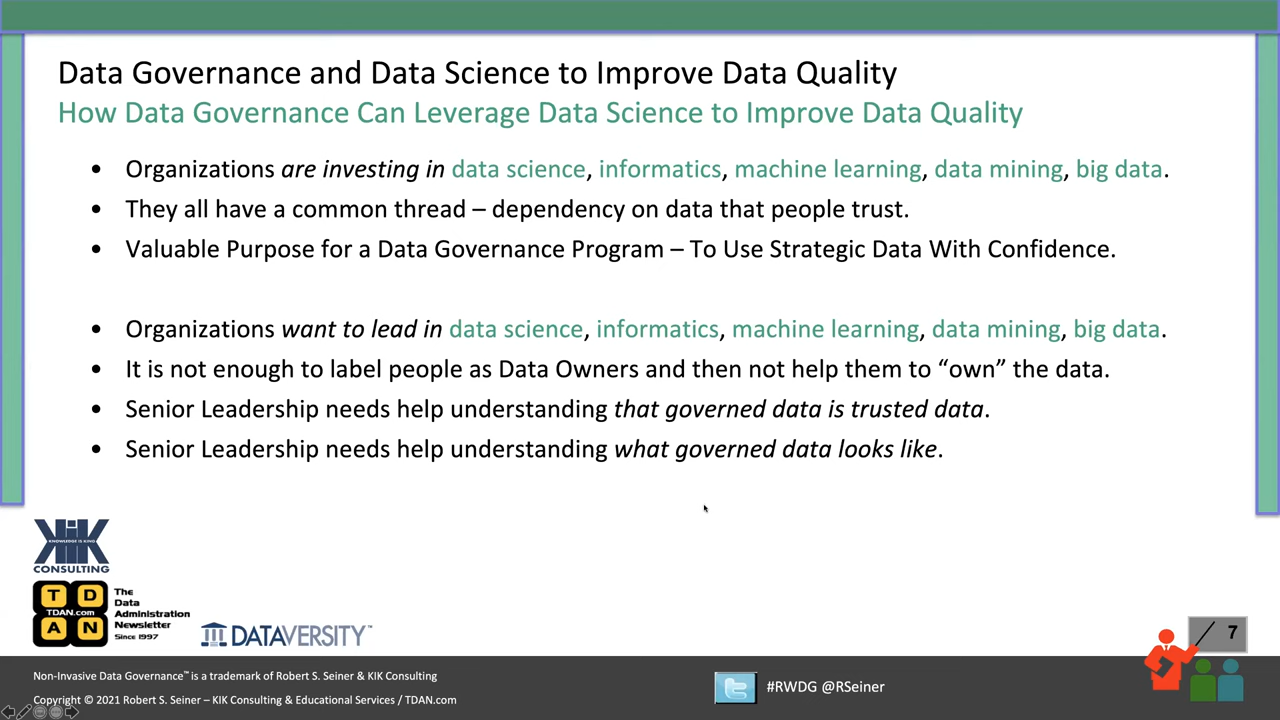 Data Governance and Data Science to Improve Data Quality
How Data Governance Can Leverage Data Science to Improve Data Quality
• Organizations are investing in data science, informatics, machine learning, data mining, big data.
• They all have a common thread – dependency on data that people trust.
• Valuable Purpose for a Data Governance Program – To Use Strategic Data With Confidence.
• Organizations want to lead in data science, informatics, machine learning, data mining, big data.
• It is not enough to label people as Data Owners and then not help them to “own” the data.
• Senior Leadership needs help understanding that governed data is trusted data.
• Senior Leadership needs help understanding what governed data looks like.
KIK
KNOWLEDGE IS KING
CONSULTING
T D
TDAN.com
A N
The
Data
Administration
Newsletter
Since 1997
DATAVERSITY™
7
Non-Invasive Data Governance™ is a trademark of Robert S. Seiner & KIK Consulting
Copyright © 2021 Robert S. Seiner – KIK Consulting & Educational Services / TDAN.com
#RWDG @RSeiner